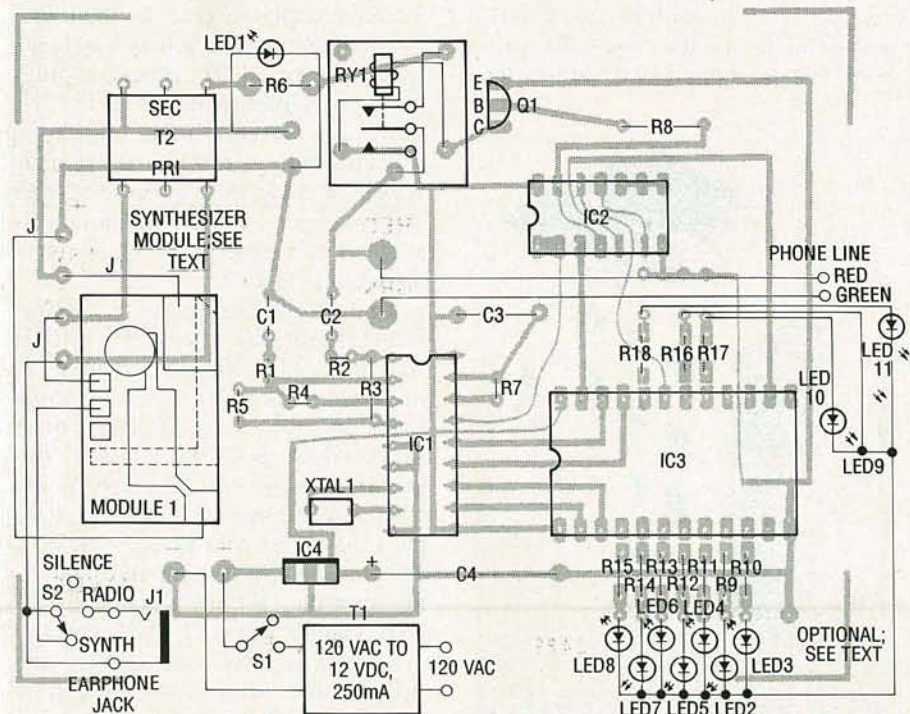 LED1
R6
RY1
E
B
C
Q1
R8
SEC
T2
PRI
IC2
SYNTHESIZER
MODULE;SEE
TEXT
J
J
J
PHONE LINE
RED
GREEN
C1
C2
C3
R1
R2
R3
R4
R5
R7
R18
R16
R17
LED
11
LED
10
LED9
IC1
IC3
XTAL1
MODULE 1
IC4
+
-
C4
SILENCE
S2
RADIO
J1
SYNTH
EARPHONE
JACK
S1
T1
120 VAC TO
12 VDC,
250mA
120 VAC
R15
R13
R11
R10
R14
R12
R9
LED6
LED4
LED8
LED3
LED7
LED5
LED2
OPTIONAL;
SEE TEXT